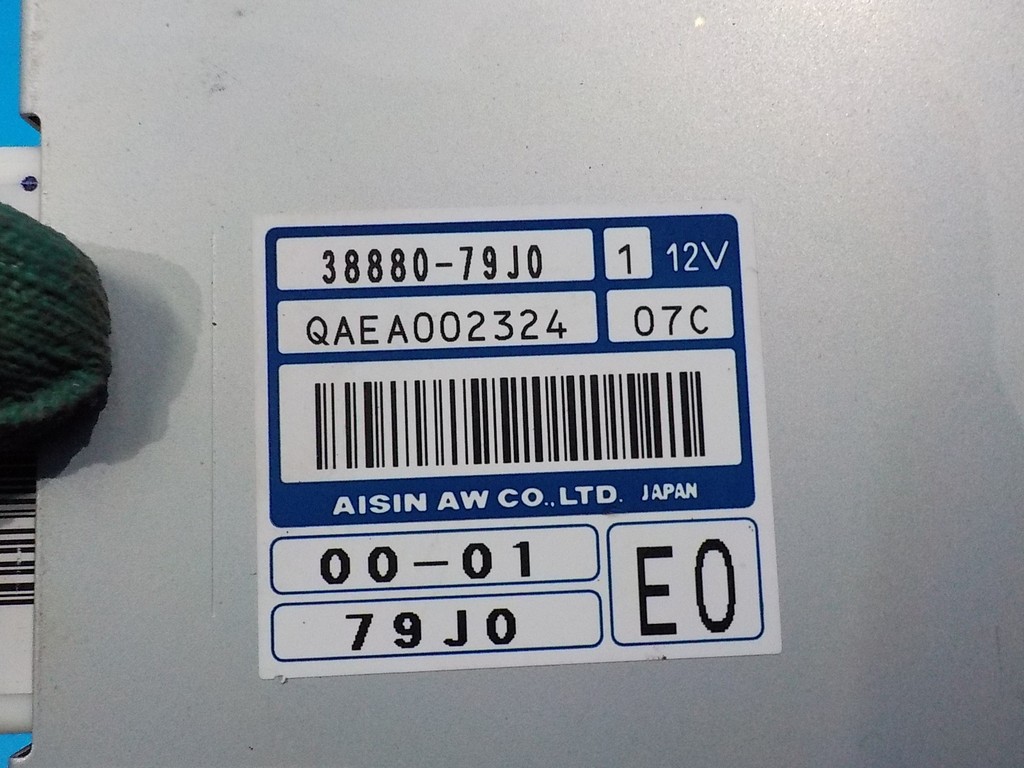 38880-79J0 1 12V
QAEA002324 07C
AISIN AW CO.,LTD. JAPAN
00-01
79J0
E0